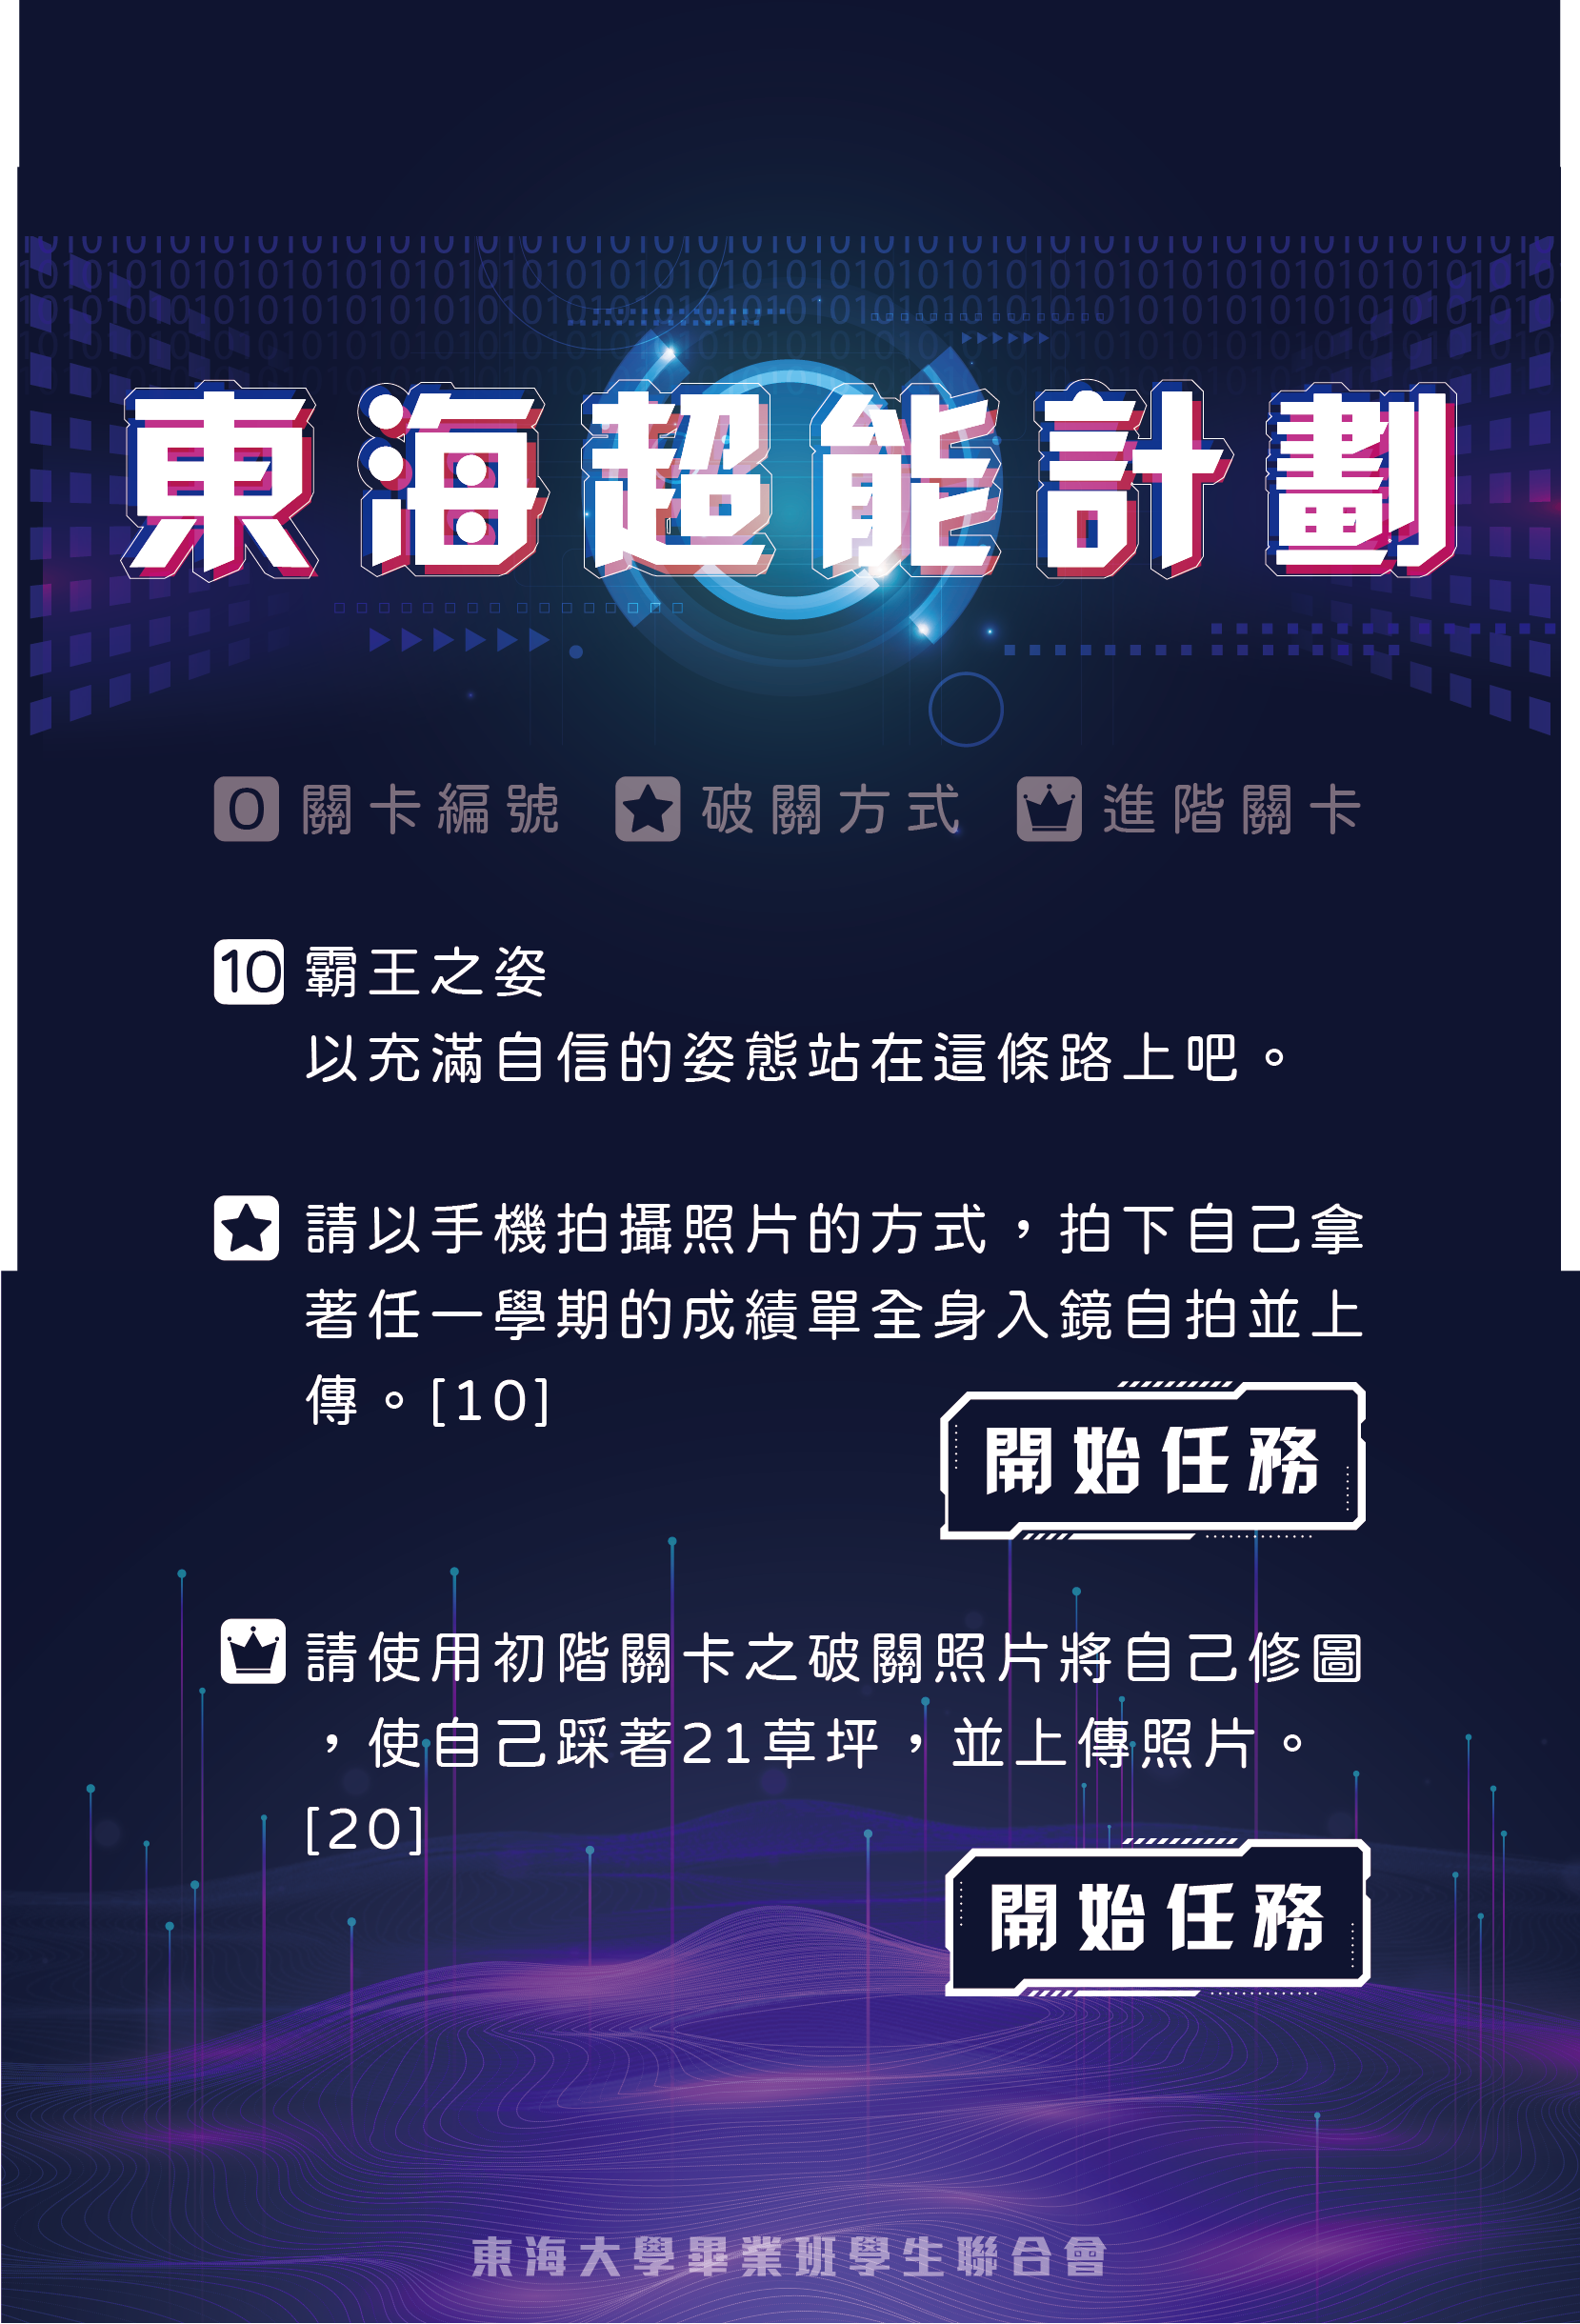 東海超能計劃
0 關卡編號 破關方式 進階關卡
10 霸王之姿
以充滿自信的姿態站在這條路上吧。
請以手機拍攝照片的方式，拍下自己拿
著任一學期的成績單全身入鏡自拍並上
傳。[10]
開始任務
請使用初階關卡之破關照片將自己修圖
，使自己踩著21草坪，並上傳照片。
[20]
開始任務
東海大學畢業班學生聯合會